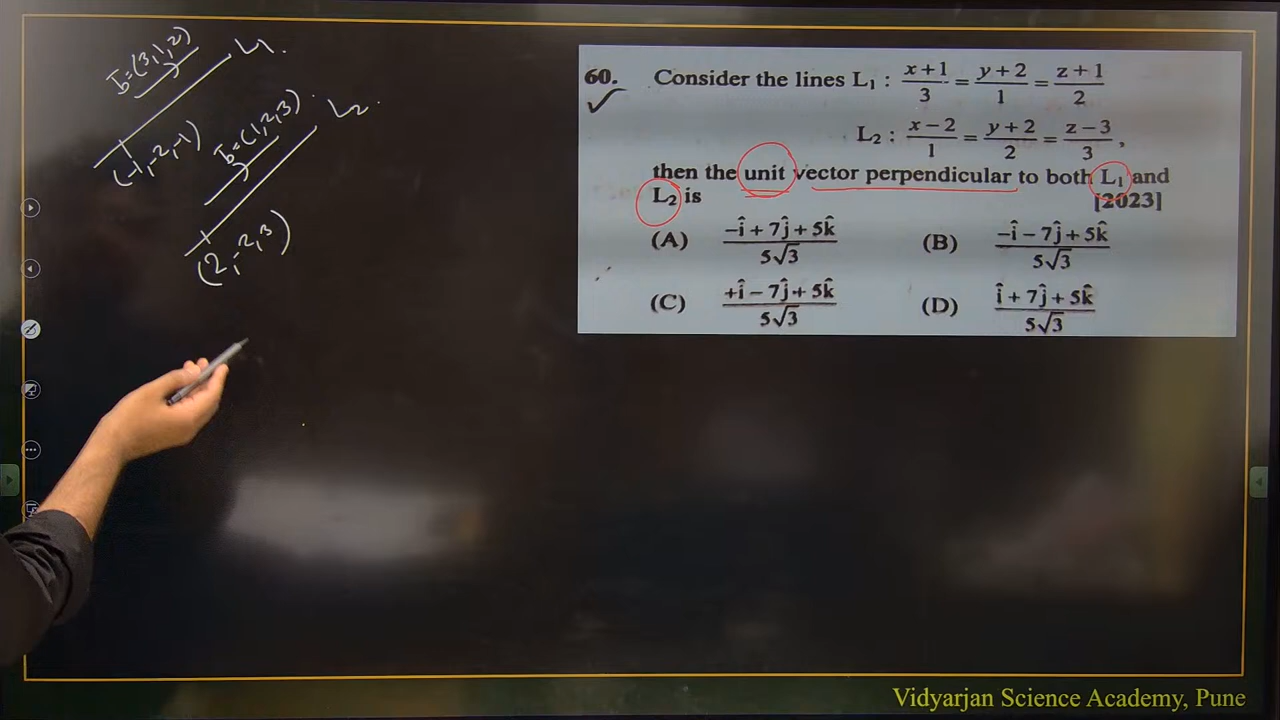 b̄=(3,1,2)
L₁.
(-1,-2,-1)
b̄=(1,2,3).
L₂.
(2,-2,3)
60. Consider the lines L₁ : (x+1)/3 = (y+2)/1 = (z+1)/2
L₂ : (x−2)/1 = (y+2)/2 = (z−3)/3 ,
then the unit vector perpendicular to both L₁ and
L₂ is [2023]
(A) (−î + 7ĵ + 5k̂)/(5√3) (B) (−î − 7ĵ + 5k̂)/(5√3)
(C) (+î − 7ĵ + 5k̂)/(5√3) (D) (î + 7ĵ + 5k̂)/(5√3)
Vidyarjan Science Academy, Pune